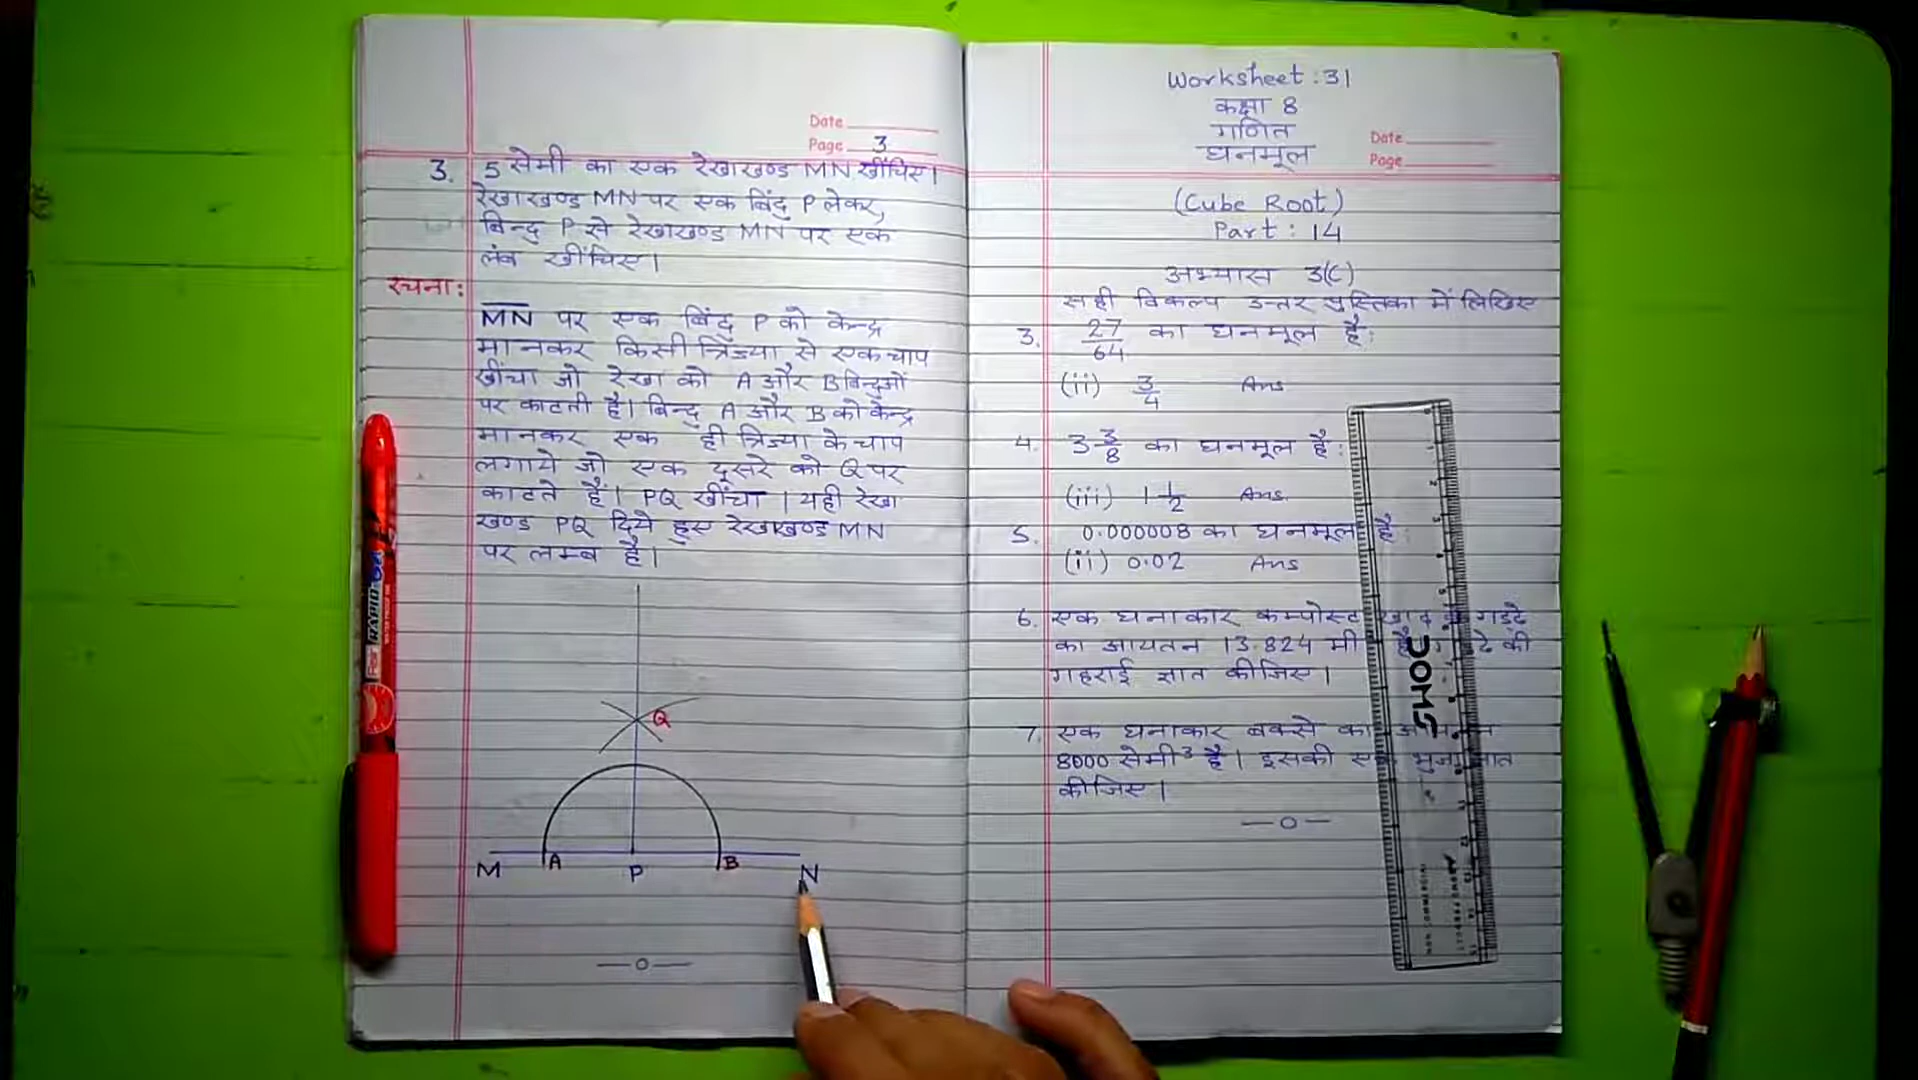 Date
Page 3
3. 5 सेमी का एक रेखाखण्ड MN खींचिए।
रेखाखण्ड MN पर एक बिंदु P लेकर,
बिन्दु P से रेखाखण्ड MN पर एक
लंब खींचिए।
रचना:
MN पर एक बिंदु P को केन्द्र
मानकर किसी त्रिज्या से एक चाप
खींचा जो रेखा को A और B बिन्दुओं
पर काटती है। बिन्दु A और B को केन्द्र
मानकर एक ही त्रिज्या के चाप
लगाये जो एक दूसरे को Q पर
काटते हैं। PQ खींचा। यही रेखा
खण्ड PQ दिये हुए रेखाखण्ड MN
पर लम्ब है।
Q
M A P B N
Worksheet : 31
कक्षा 8
गणित
घनमूल
Date
Page
(Cube Root)
Part : 14
अभ्यास 3(C)
सही विकल्प उत्तर पुस्तिका में लिखिए
3. 27/64 का घनमूल है:
(ii) 3/4 Ans
4. 3 3/8 का घनमूल है:
(iii) 1 1/2 Ans.
5. 0.000008 का घनमूल है:
(ii) 0.02 Ans
6. एक घनाकार कम्पोस्ट गड्ढे
का आयतन 13.824 मी की
गहराई ज्ञात कीजिए।
7. एक घनाकार बक्से का
8000 सेमी³ है। इसकी ज्ञात
कीजिए।
DOMS